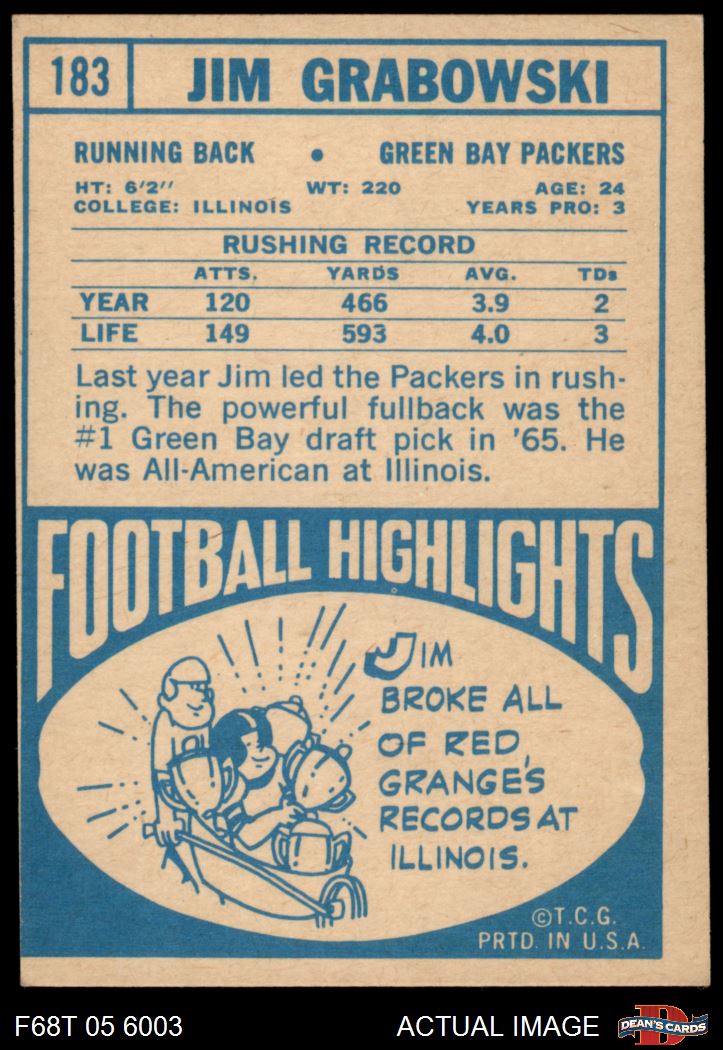 183 JIM GRABOWSKI
RUNNING BACK • GREEN BAY PACKERS
HT: 6'2'' WT: 220 AGE: 24
COLLEGE: ILLINOIS YEARS PRO: 3
RUSHING RECORD
ATTS. YARDS AVG. TDs
YEAR 120 466 3.9 2
LIFE 149 593 4.0 3
Last year Jim led the Packers in rush-
ing. The powerful fullback was the
#1 Green Bay draft pick in '65. He
was All-American at Illinois.
FOOTBALL HIGHLIGHTS
JIM
BROKE ALL
OF RED
GRANGE'S
RECORDS AT
ILLINOIS.
©T.C.G.
PRTD. IN U.S.A.
F68T 05 6003 ACTUAL IMAGE D DEAN'S CARDS